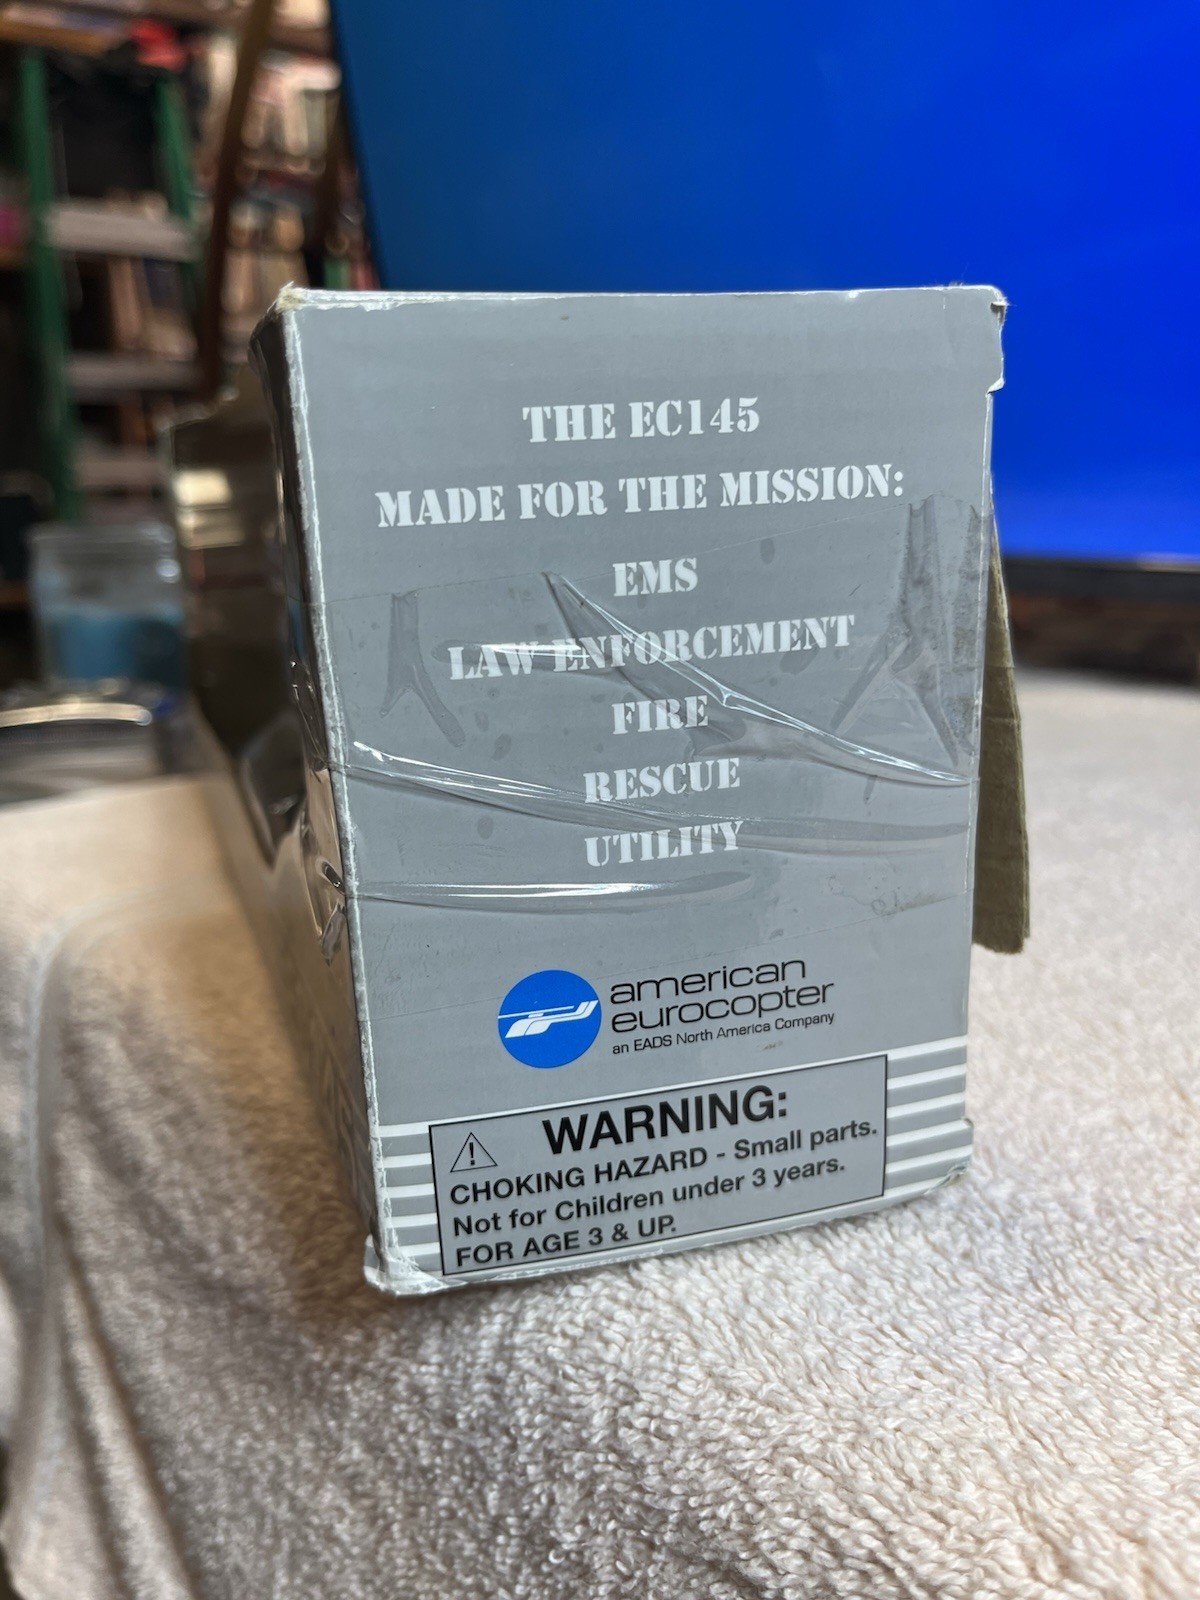 THE EC145
MADE FOR THE MISSION:
EMS
LAW ENFORCEMENT
FIRE
RESCUE
UTILITY
american
eurocopter
an EADS North America Company
WARNING:
CHOKING HAZARD - Small parts.
Not for Children under 3 years.
FOR AGE 3 & UP.